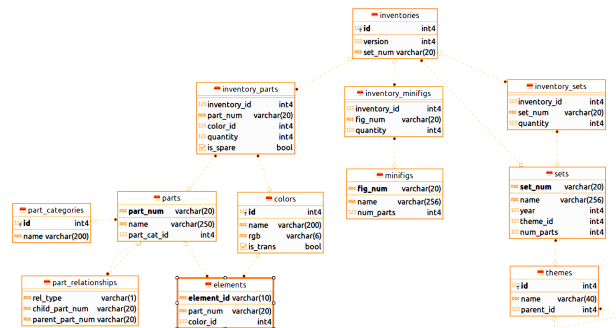 inventories
id int4
version int4
set_num varchar(20)
inventory_parts
inventory_id int4
part_num varchar(20)
color_id int4
quantity int4
is_spare bool
inventory_minifigs
inventory_id int4
fig_num varchar(20)
quantity int4
inventory_sets
inventory_id int4
set_num varchar(20)
quantity int4
minifigs
fig_num varchar(20)
name varchar(256)
num_parts int4
sets
set_num varchar(20)
name varchar(256)
year int4
theme_id int4
num_parts int4
part_categories
id int4
name varchar(200)
parts
part_num varchar(20)
name varchar(250)
part_cat_id int4
colors
id int4
name varchar(200)
rgb varchar(6)
is_trans bool
part_relationships
rel_type varchar(1)
child_part_num varchar(20)
parent_part_num varchar(20)
elements
element_id varchar(10)
part_num varchar(20)
color_id int4
themes
id int4
name varchar(40)
parent_id int4